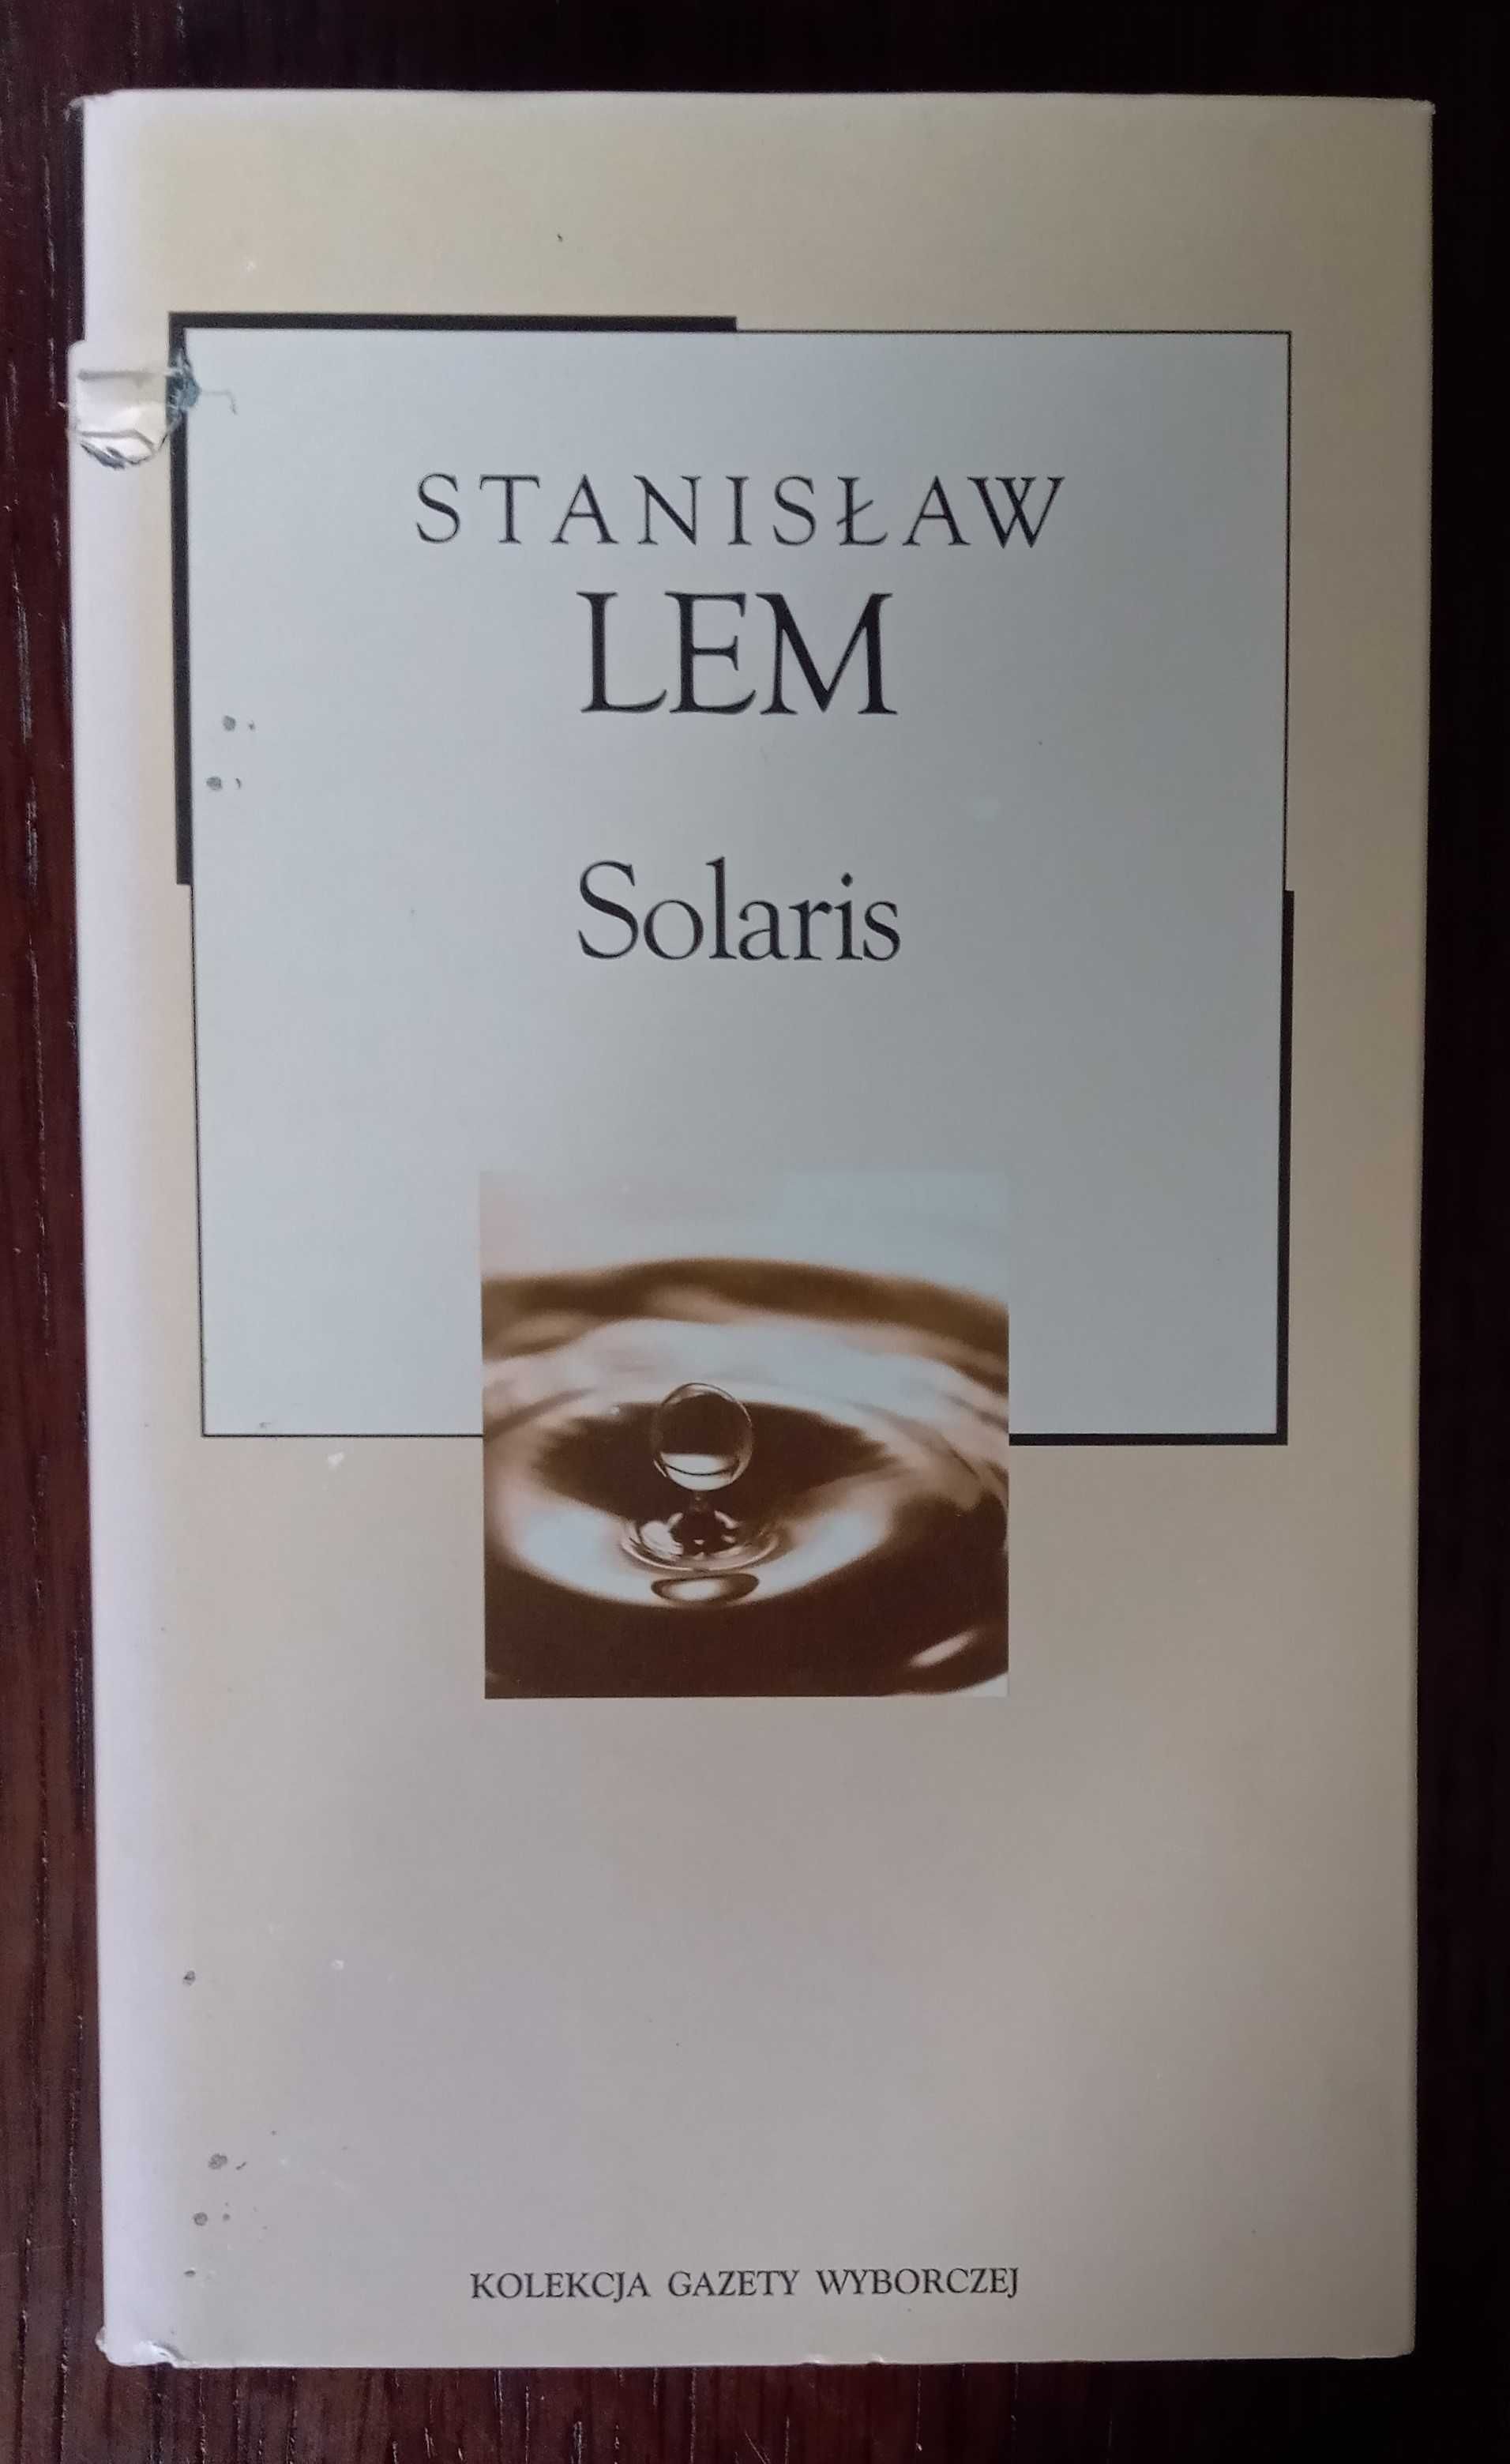 STANISŁAW
LEM
Solaris
KOLEKCJA GAZETY WYBORCZEJ